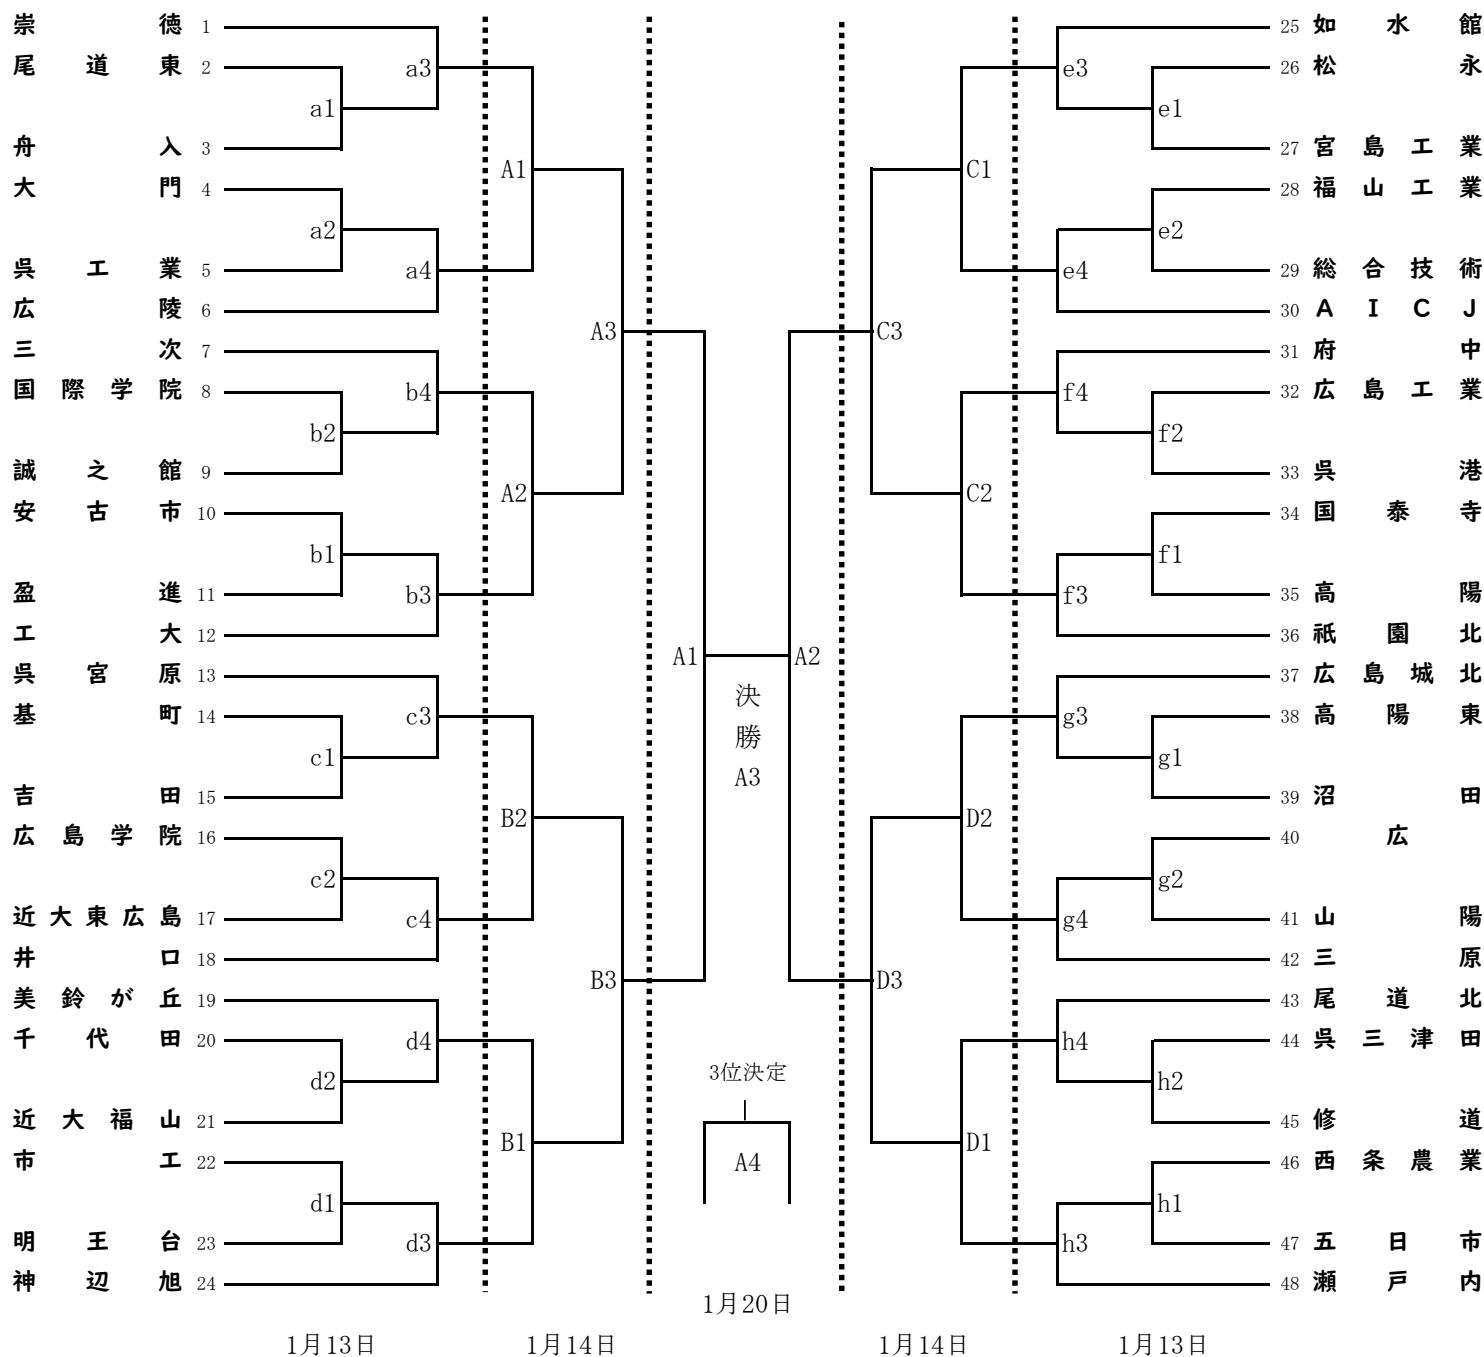 崇徳 1
尾道東 2
a3
a1
舟入 3
A1
大門 4
a2
呉工業 5
a4
広陵 6
A3
三次 7
国際学院 8
b4
b2
誠之館 9
A2
安古市 10
b1
盈進 11
b3
工大 12
呉宮原 13
基町 14
c3
c1
吉田 15
B2
広島学院 16
c2
近大東広島 17
c4
井口 18
B3
美鈴が丘 19
千代田 20
d4
d2
近大福山 21
B1
市工 22
d1
明王台 23
d3
神辺旭 24
A1
A2
決
勝
A3
3位決定
A4
25 如水館
26 松永
e3
e1
27 宮島工業
C1
28 福山工業
e2
29 総合技術
e4
30 AICJ
C3
31 府中
32 広島工業
f4
f2
33 呉港
C2
34 国泰寺
f1
35 高陽
f3
36 祇園北
37 広島城北
38 高陽東
g3
g1
39 沼田
D2
40 広
g2
41 山陽
g4
42 三原
D3
43 尾道北
44 呉三津田
h4
h2
45 修道
D1
46 西条農業
h1
47 五日市
h3
48 瀬戸内
1月20日
1月13日 1月14日 1月14日 1月13日